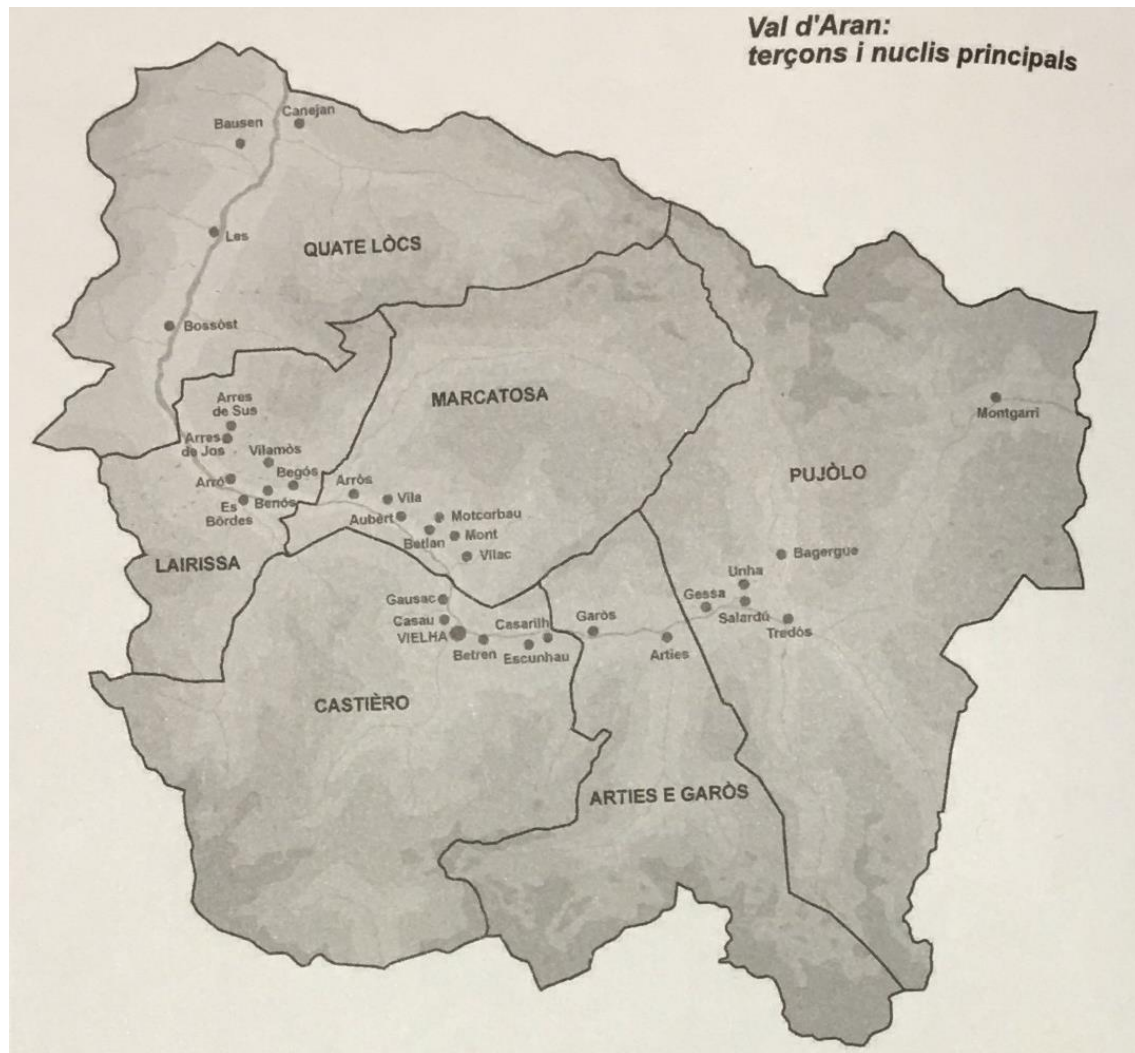 Val d'Aran:
terçons i nuclis principals
Canejan
Bausen
Les
QUATE LÒCS
Bossòst
Arres
de Sus
Arres
de Jos
Vilamòs
Begós
Arró
Benós
Es
Bòrdes
LAIRISSA
MARCATOSA
Arròs
Vila
Aubèrt
Motcorbau
Betlan
Mont
Vilac
Montgarri
PUJÒLO
Bagergue
Unha
Gessa
Salardú
Tredòs
Gausac
Casau
VIELHA
Betren
Casarilh
Escunhau
Garòs
Arties
CASTIÈRO
ARTIES E GARÒS